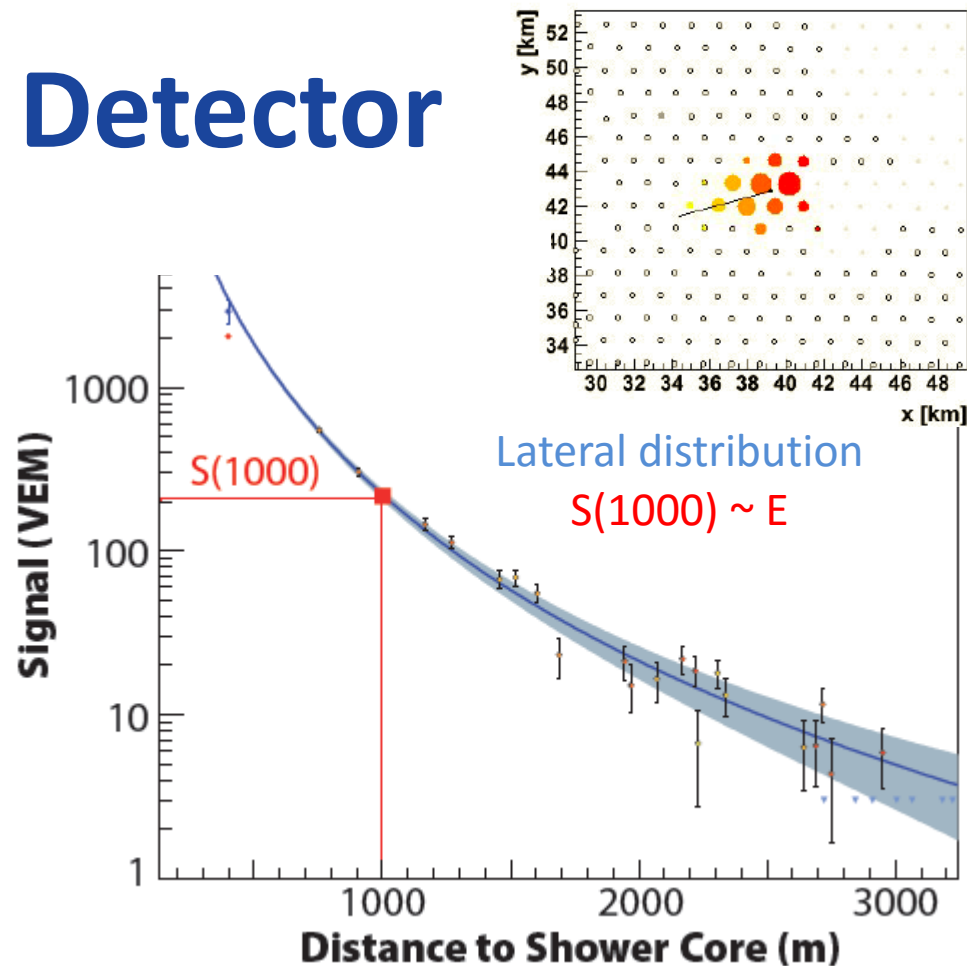 Detector
y [km]
52
50
48
46
44
42
40
38
36
34
30 32 34 36 38 40 42 44 46 48
x [km]
Lateral distribution
S(1000) ~ E
Signal (VEM)
1000
100
10
1
S(1000)
1000 2000 3000
Distance to Shower Core (m)